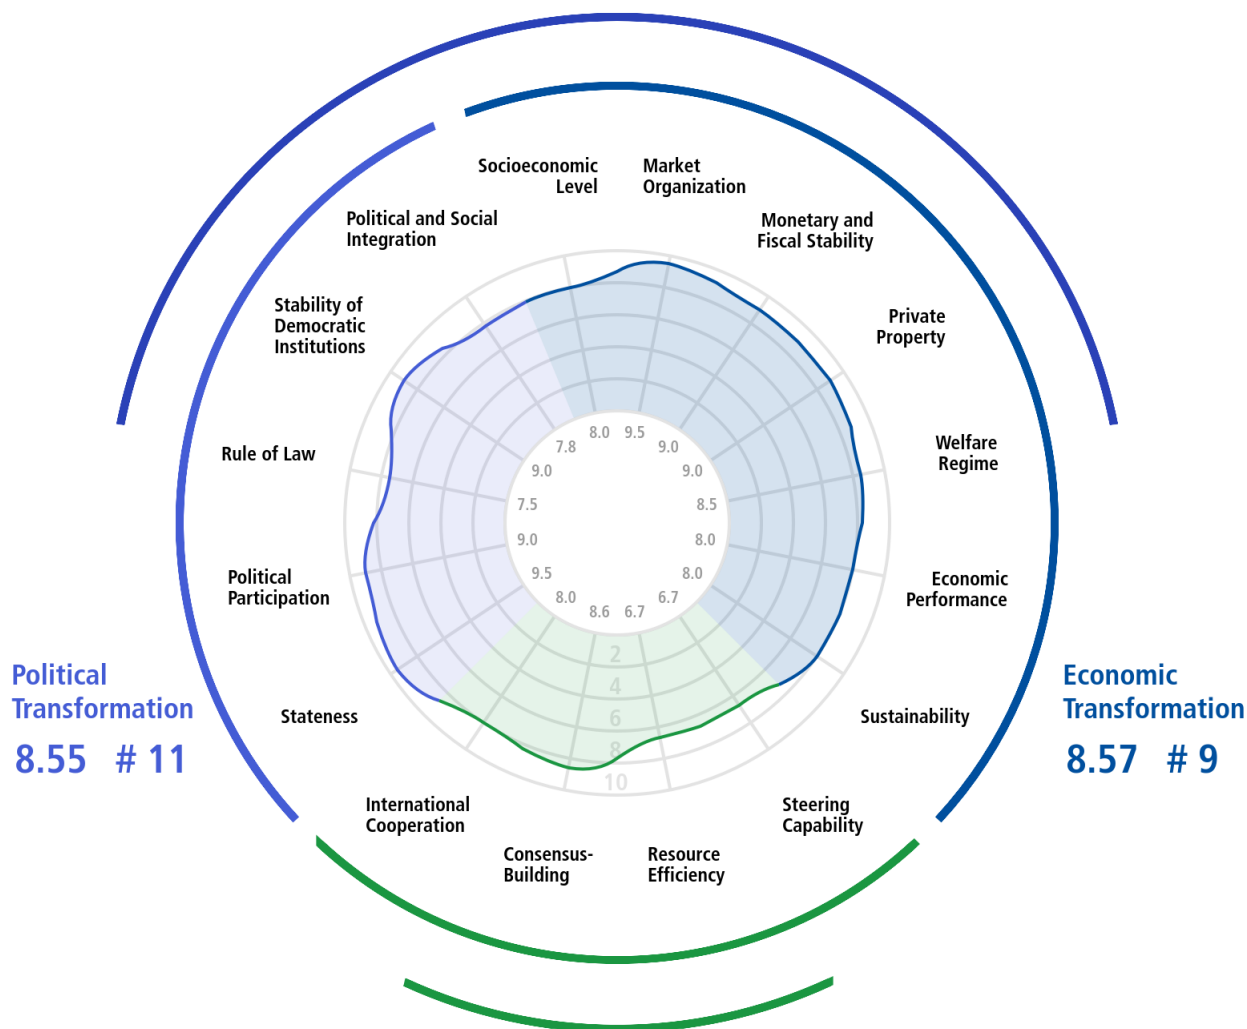 Socioeconomic
Level
Market
Organization
Political and Social
Integration
Monetary and
Fiscal Stability
Stability of
Democratic
Institutions
Private
Property
Rule of Law
Welfare
Regime
Political
Participation
Economic
Performance
Stateness
Sustainability
International
Cooperation
Steering
Capability
Consensus-
Building
Resource
Efficiency
8.0 9.5
7.8 9.0
9.0 9.0
7.5 8.5
9.0 8.0
9.5 8.0
8.0 6.7
8.6 6.7
2
4
6
8
10
Political
Transformation
8.55 # 11
Economic
Transformation
8.57 # 9